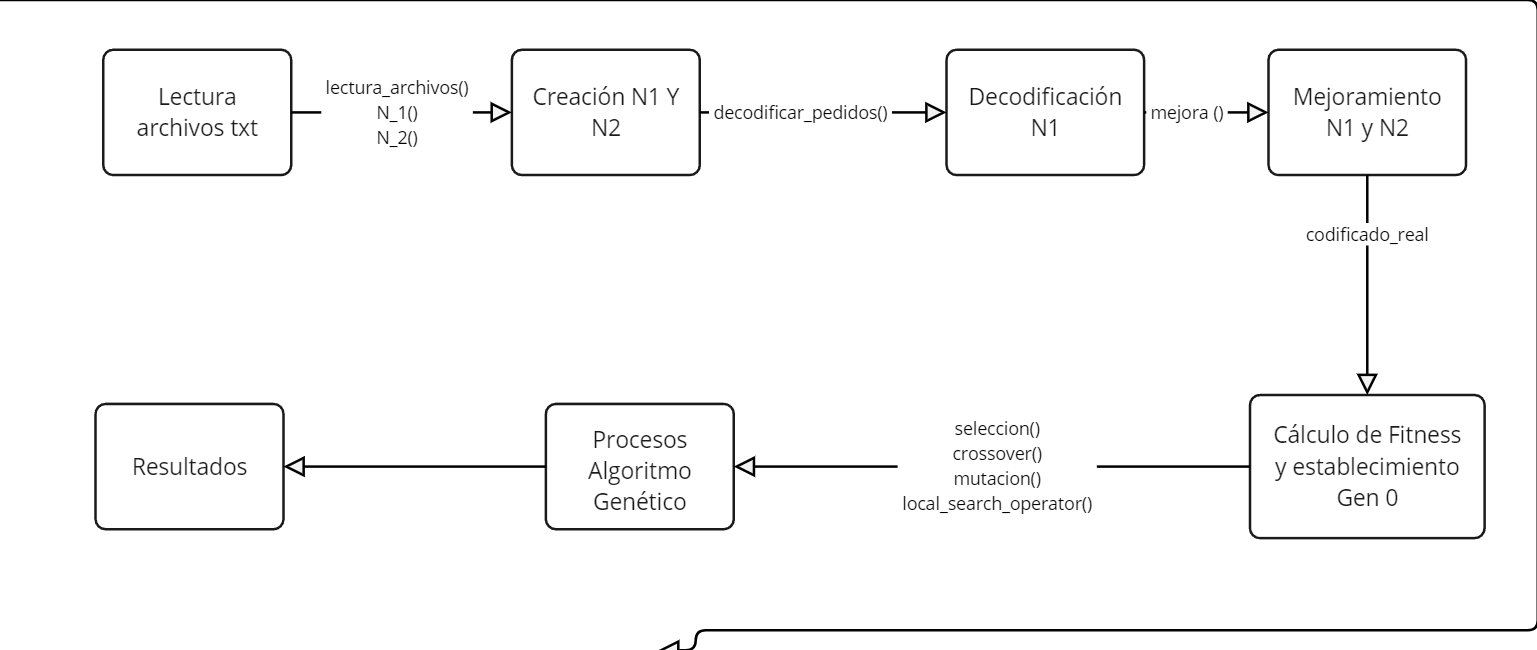 Lectura
archivos txt
lectura_archivos()
N_1()
N_2()
Creación N1 Y
N2
decodificar_pedidos()
Decodificación
N1
mejora ()
Mejoramiento
N1 y N2
codificado_real
Cálculo de Fitness
y establecimiento
Gen 0
seleccion()
crossover()
mutacion()
local_search_operator()
Procesos
Algoritmo
Genético
Resultados